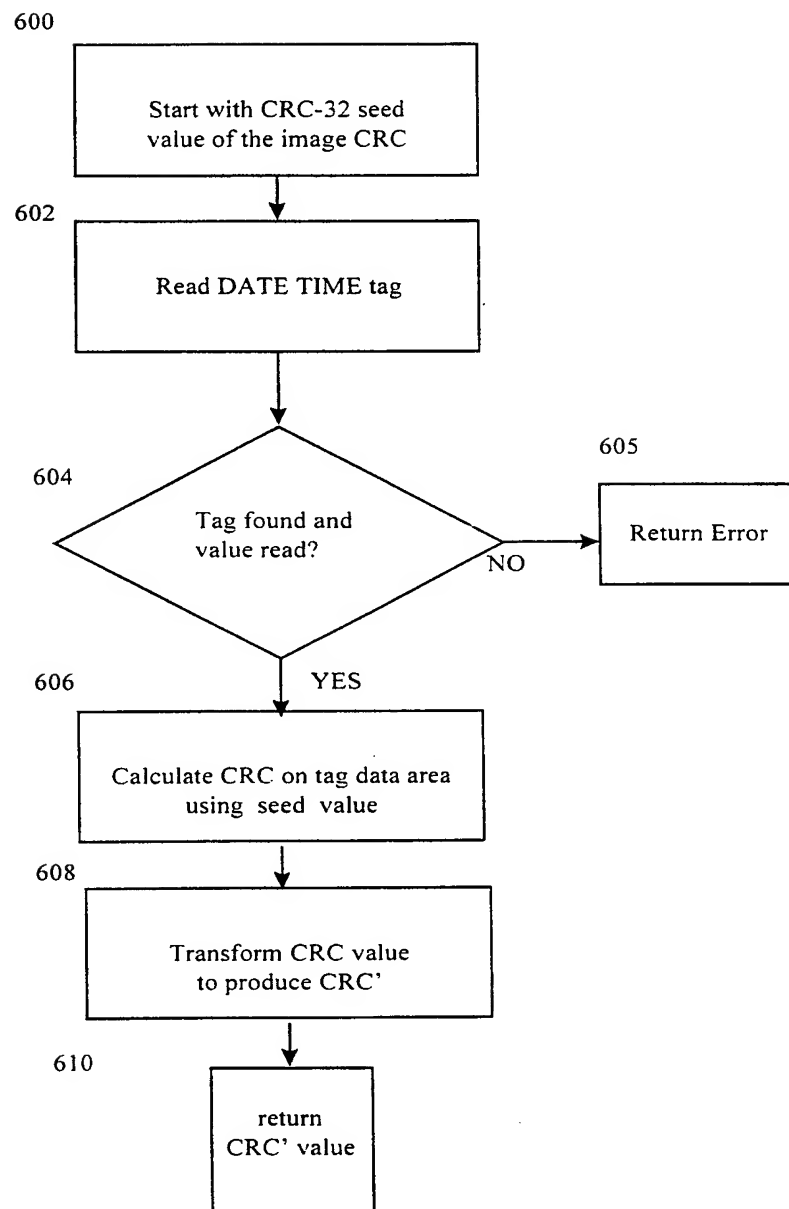 600
Start with CRC-32 seed
value of the image CRC
602
Read DATE TIME tag
604
Tag found and
value read?
605
Return Error
NO
YES
606
Calculate CRC on tag data area
using seed value
608
Transform CRC value
to produce CRC'
610
return
CRC' value